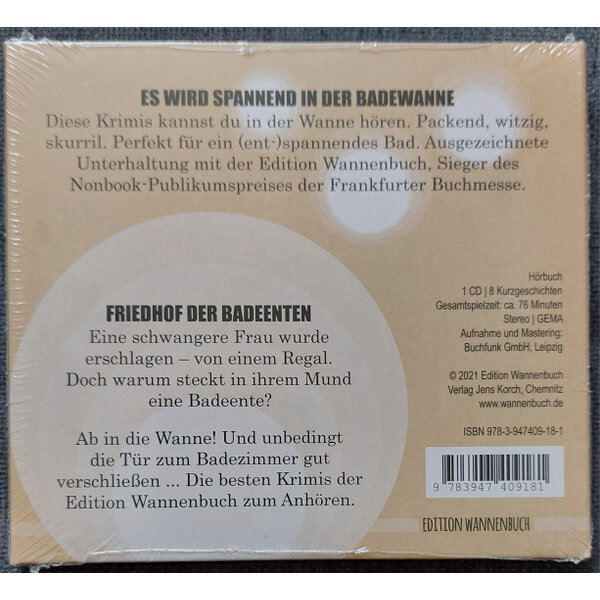 ES WIRD SPANNEND IN DER BADEWANNE
Diese Krimis kannst du in der Wanne hören. Packend, witzig,
skurril. Perfekt für ein (ent-)spannendes Bad. Ausgezeichnete
Unterhaltung mit der Edition Wannenbuch, Sieger des
Nonbook-Publikumspreises der Frankfurter Buchmesse.
FRIEDHOF DER BADEENTEN
Eine schwangere Frau wurde
erschlagen – von einem Regal.
Doch warum steckt in ihrem Mund
eine Badeente?
Ab in die Wanne! Und unbedingt
die Tür zum Badezimmer gut
verschließen ... Die besten Krimis der
Edition Wannenbuch zum Anhören.
Hörbuch
1 CD | 8 Kurzgeschichten
Gesamtspielzeit: ca. 76 Minuten
Stereo | GEMA
Aufnahme und Mastering:
Buchfunk GmbH, Leipzig
© 2021 Edition Wannenbuch
Verlag Jens Korch, Chemnitz
www.wannenbuch.de
ISBN 978-3-947409-18-1
9 783947 409181
EDITION WANNENBUCH